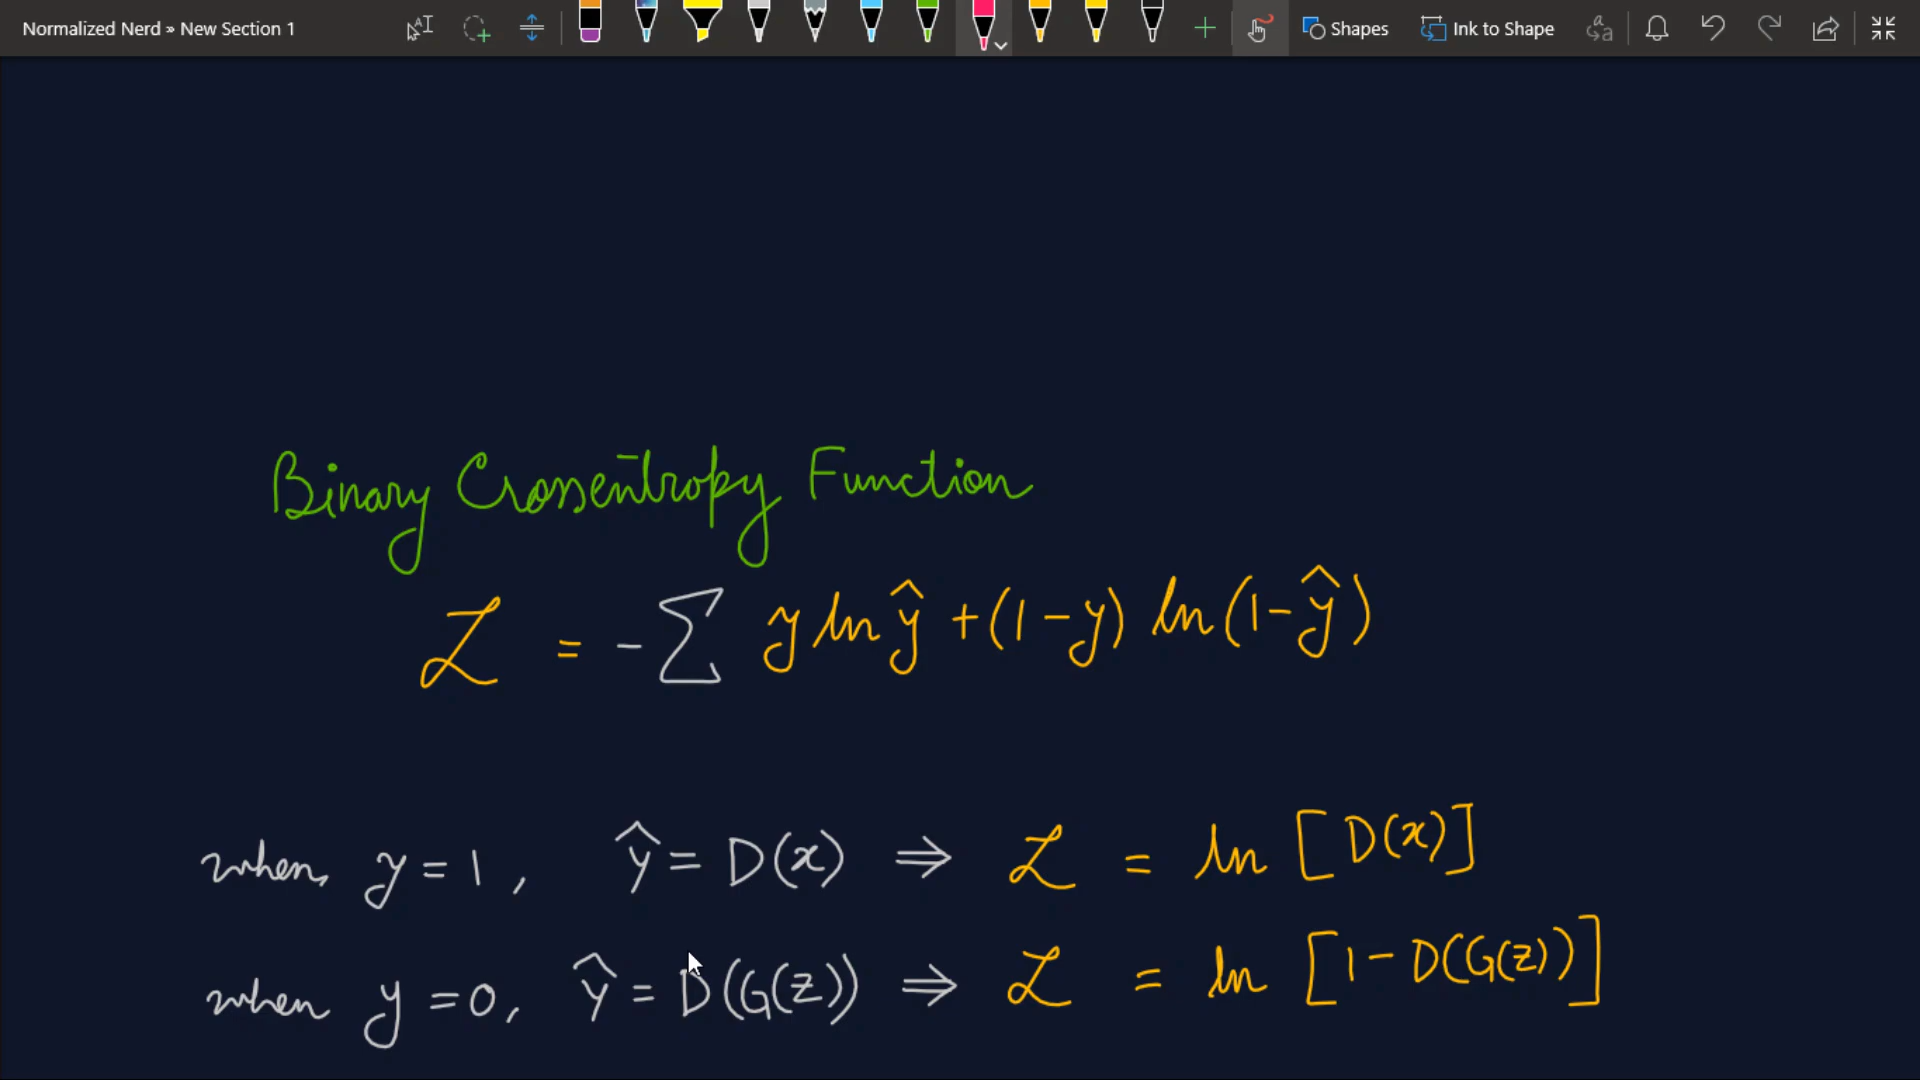 Normalized Nerd » New Section 1 Shapes Ink to Shape
Binary Crossentropy Function
ℒ = -∑ y ln ŷ + (1-y) ln(1-ŷ)
when, y = 1, ŷ = D(x) ⇒ ℒ = ln [D(x)]
when y = 0, ŷ = D(G(z)) ⇒ ℒ = ln [1-D(G(z))]